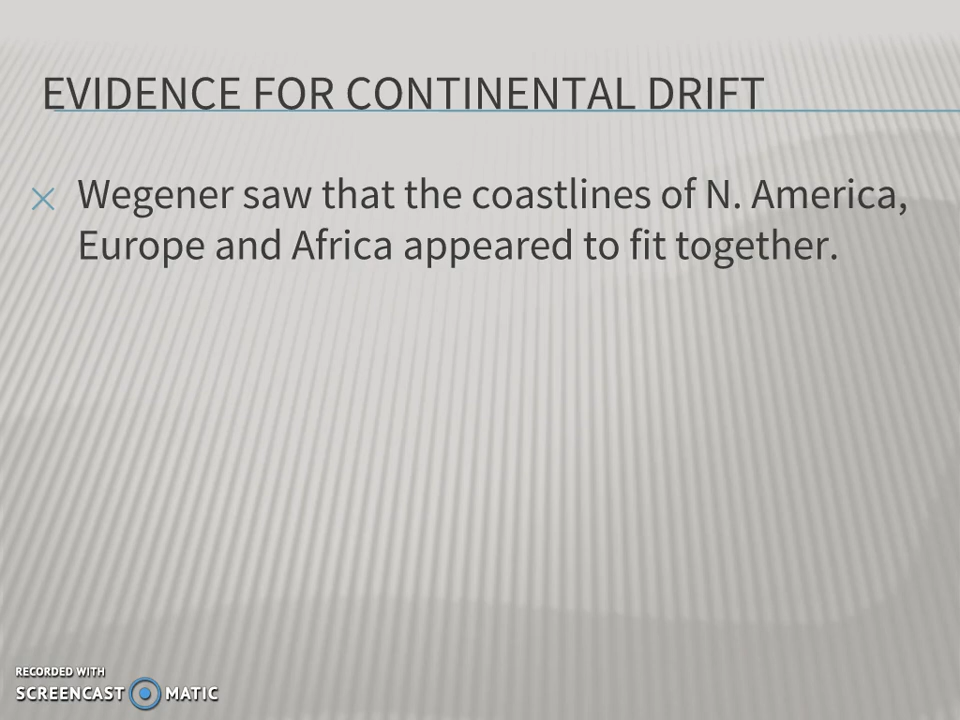 EVIDENCE FOR CONTINENTAL DRIFT
Wegener saw that the coastlines of N. America,
Europe and Africa appeared to fit together.
RECORDED WITH
SCREENCAST MATIC